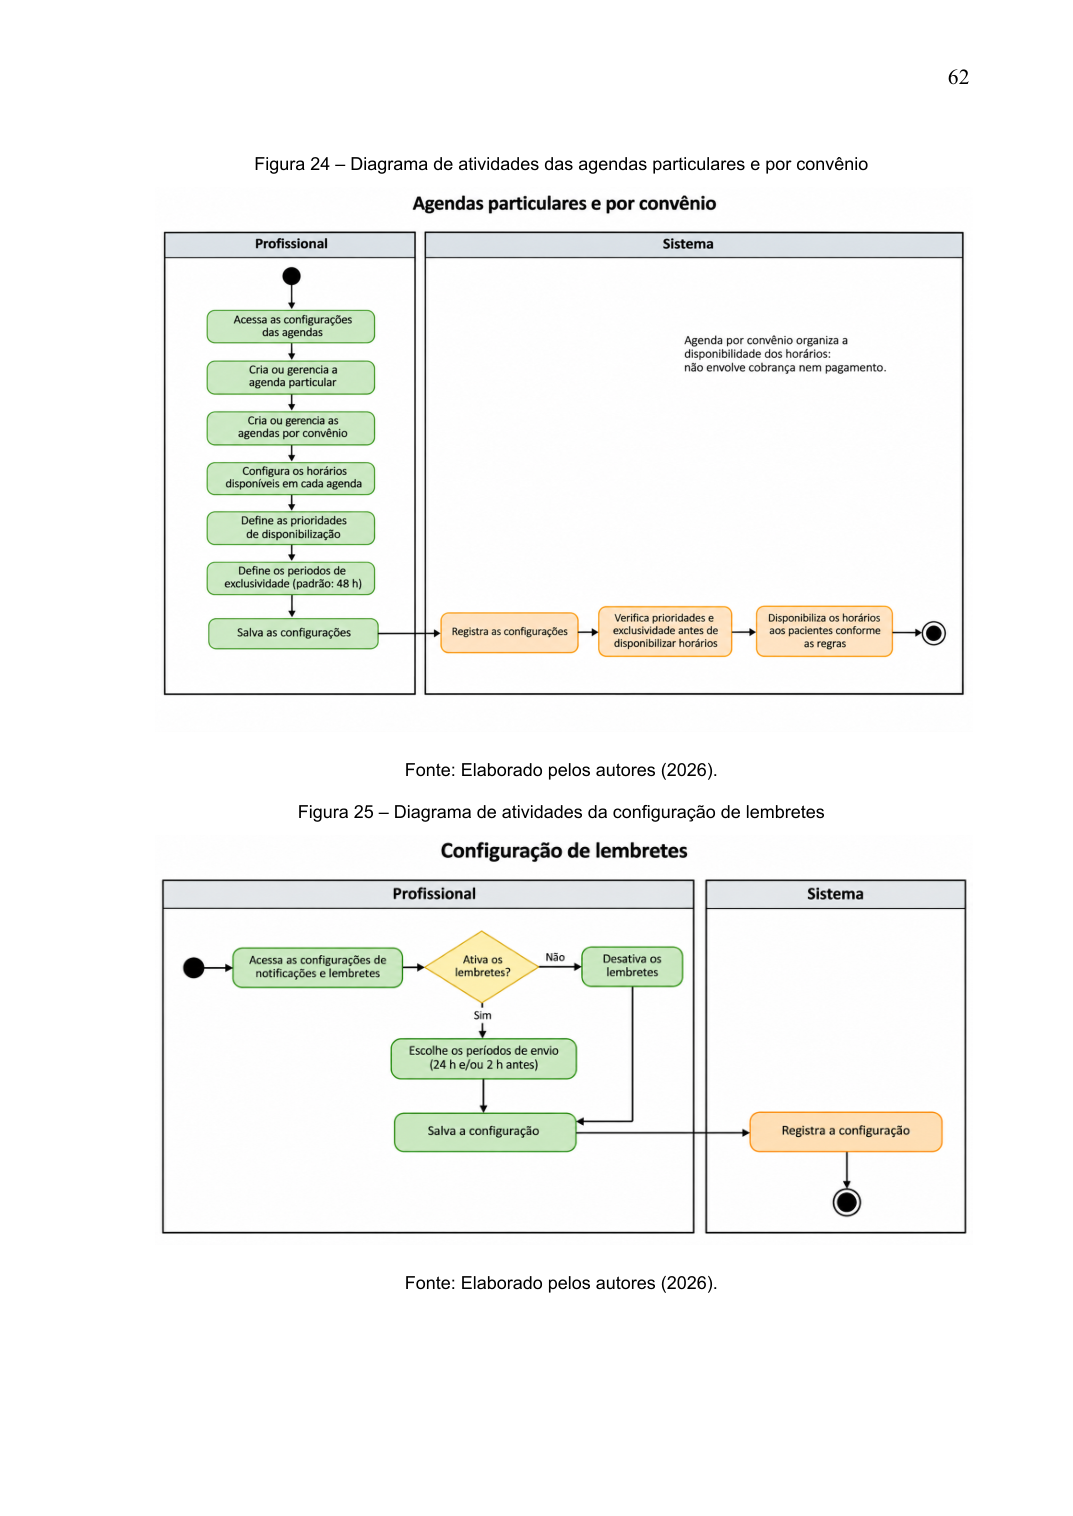 62
Figura 24 – Diagrama de atividades das agendas particulares e por convênio
Agendas particulares e por convênio
Profissional
Sistema
Acessa as configurações
das agendas
Cria ou gerencia a
agenda particular
Cria ou gerencia as
agendas por convênio
Configura os horários
disponíveis em cada agenda
Define as prioridades
de disponibilização
Define os periodos de
exclusividade (padrão: 48 h)
Salva as configurações
Agenda por convênio organiza a
disponibilidade dos horários:
não envolve cobrança nem pagamento.
Registra as configurações
Verifica prioridades e
exclusividade antes de
disponibilizar horários
Disponibiliza os horários
aos pacientes conforme
as regras
Fonte: Elaborado pelos autores (2026).
Figura 25 – Diagrama de atividades da configuração de lembretes
Configuração de lembretes
Profissional
Sistema
Acessa as configurações de
notificações e lembretes
Ativa os
lembretes?
Não
Desativa os
lembretes
Sim
Escolhe os períodos de envio
(24 h e/ou 2 h antes)
Salva a configuração
Registra a configuração
Fonte: Elaborado pelos autores (2026).